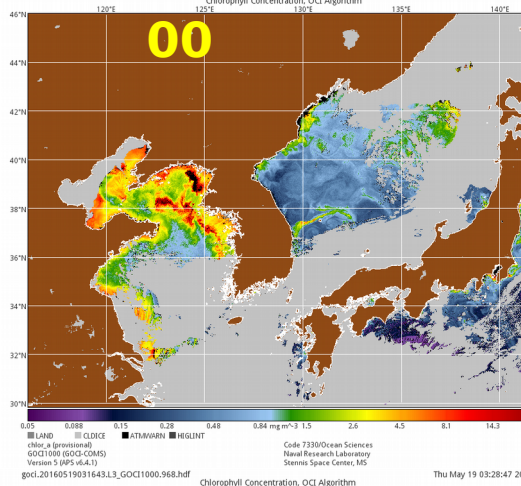 Chlorophyll Concentration, OCI Algorithm
120°E 125°E 130°E 135°E 140°E
00
46°N
44°N
42°N
40°N
38°N
36°N
34°N
32°N
30°N
0.05 0.088 0.15 0.28 0.48 0.84 mg m^-3 1.5 2.6 4.5 8.1 14.3
LAND CLDICE ATMWARN HIGLINT
chlor_a (provisional)
GOCI1000 (GOCI-COMS)
Version 5 (APS v6.4.1)
Code 7330/Ocean Sciences
Naval Research Laboratory
Stennis Space Center, MS
goci.20160519031643.L3_GOCI1000.968.hdf
Thu May 19 03:28:47
Chlorophyll Concentration, OCI Algorithm